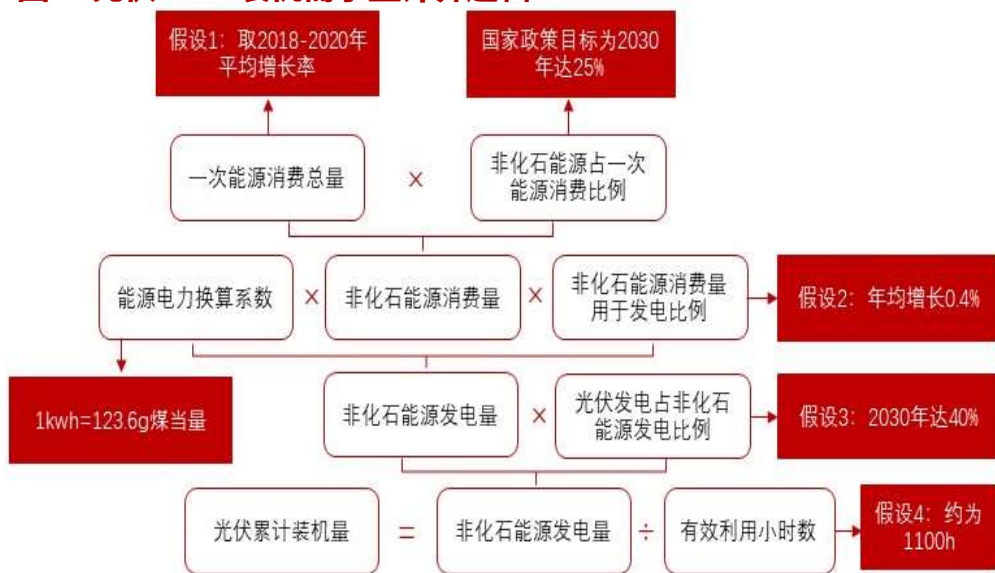 假设1：取2018-2020年
平均增长率
国家政策目标为2030
年达25%
一次能源消费总量
×
非化石能源占一次
能源消费比例
能源电力换算系数
×
非化石能源消费量
×
非化石能源消费量
用于发电比例
假设2：年均增长0.4%
1kwh=123.6g煤当量
非化石能源发电量
×
光伏发电占非化石
能源发电比例
假设3：2030年达40%
光伏累计装机量
=
非化石能源发电量
÷
有效利用小时数
假设4：约为
1100h